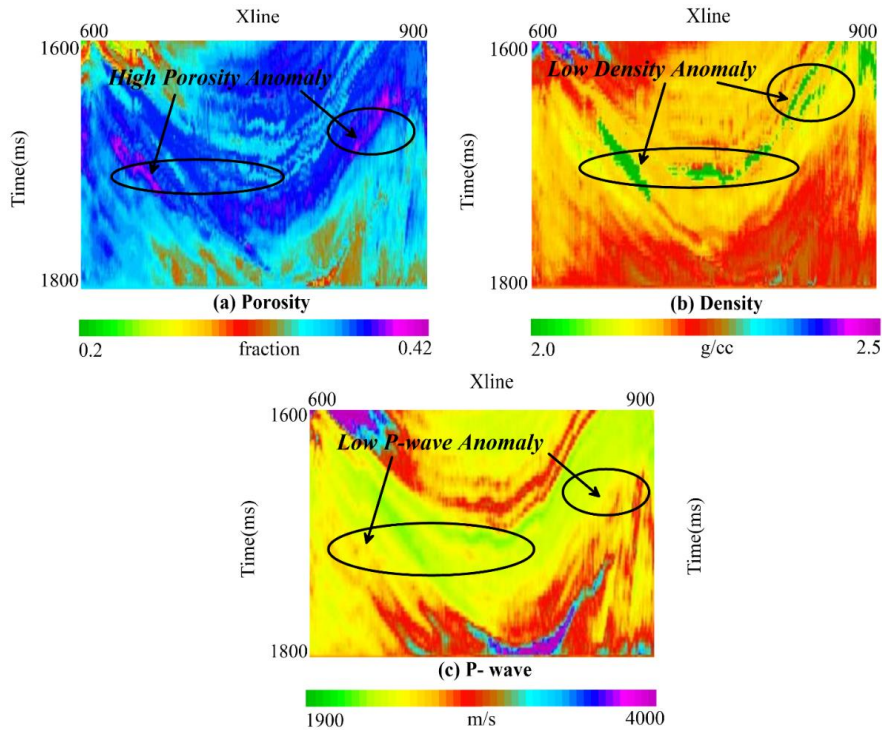 Xline
600 900
1600
High Porosity Anomaly
Time(ms)
1800
(a) Porosity
fraction
0.2 0.42
Xline
600 900
1600
Low Density Anomaly
Time(ms)
1800
(b) Density
g/cc
2.0 2.5
Xline
600 900
1600
Low P-wave Anomaly
Time(ms)
Time(ms)
1800
(c) P- wave
m/s
1900 4000